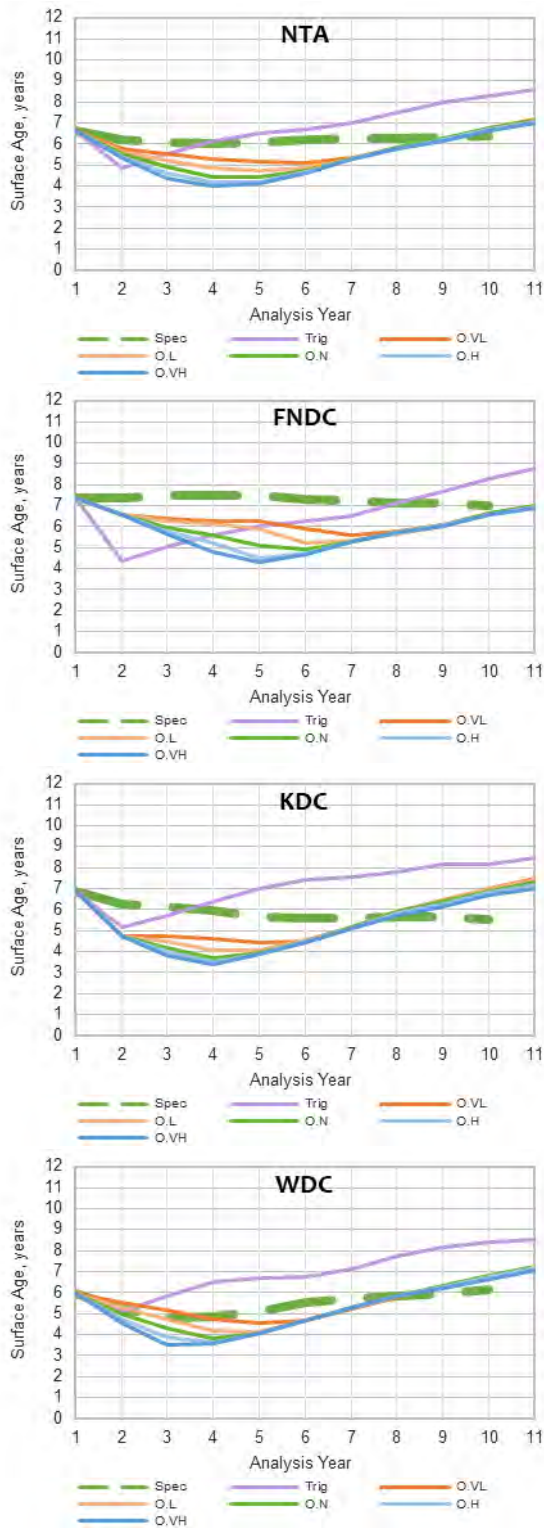 NTA
12
11
10
9
8
7
6
5
4
3
2
1
0
Surface Age, years
1 2 3 4 5 6 7 8 9 10 11
Analysis Year
Spec Trig O.VL
O.L O.N O.H
O.VH
FNDC
12
11
10
9
8
7
6
5
4
3
2
1
0
Surface Age, years
1 2 3 4 5 6 7 8 9 10 11
Analysis Year
Spec Trig O.VL
O.L O.N O.H
O.VH
KDC
12
11
10
9
8
7
6
5
4
3
2
1
0
Surface Age, years
1 2 3 4 5 6 7 8 9 10 11
Analysis Year
Spec Trig O.VL
O.L O.N O.H
O.VH
WDC
12
11
10
9
8
7
6
5
4
3
2
1
0
Surface Age, years
1 2 3 4 5 6 7 8 9 10 11
Analysis Year
Spec Trig O.VL
O.L O.N O.H
O.VH